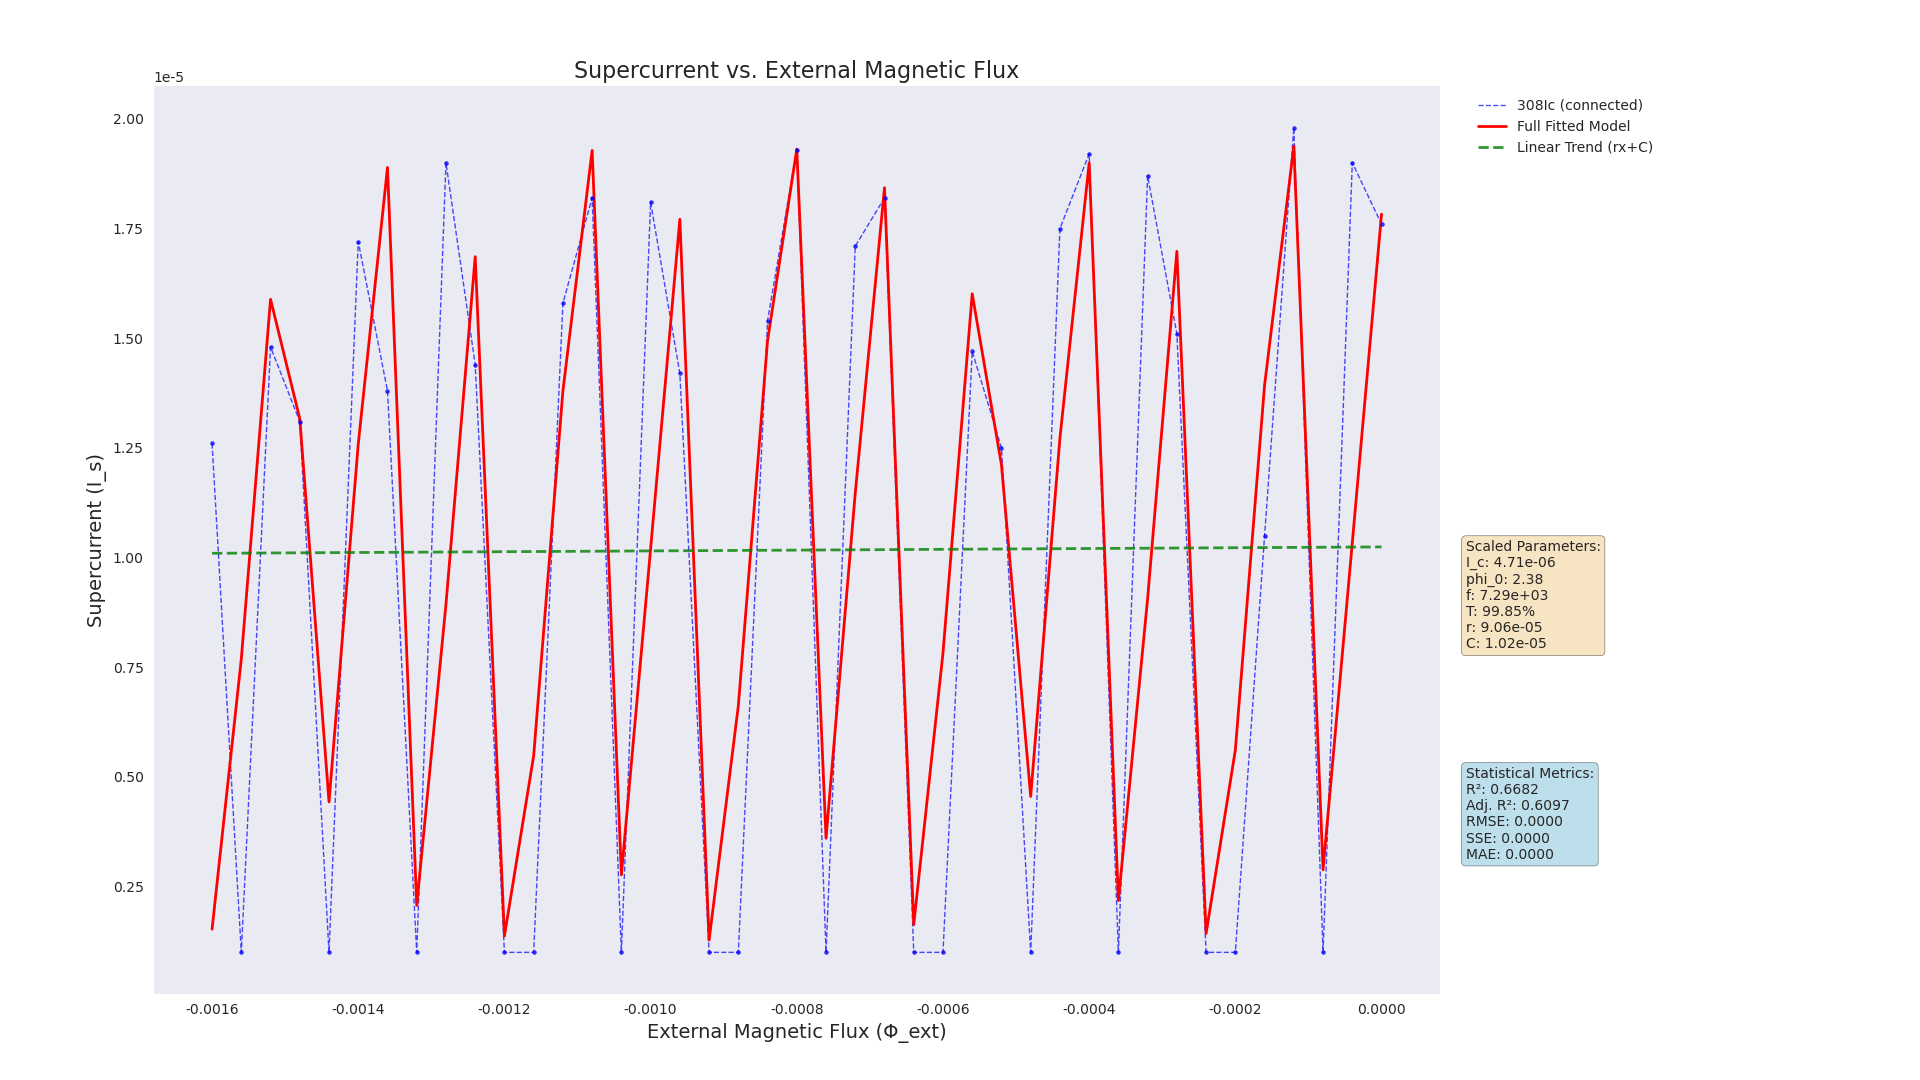 Supercurrent vs. External Magnetic Flux
1e-5
2.00
1.75
1.50
1.25
1.00
0.75
0.50
0.25
Supercurrent (I_s)
-0.0016
-0.0014
-0.0012
-0.0010
-0.0008
-0.0006
-0.0004
-0.0002
0.0000
External Magnetic Flux (Φ_ext)
308Ic (connected)
Full Fitted Model
Linear Trend (rx+C)
Scaled Parameters:
I_c: 4.71e-06
phi_0: 2.38
f: 7.29e+03
T: 99.85%
r: 9.06e-05
C: 1.02e-05
Statistical Metrics:
R²: 0.6682
Adj. R²: 0.6097
RMSE: 0.0000
SSE: 0.0000
MAE: 0.0000